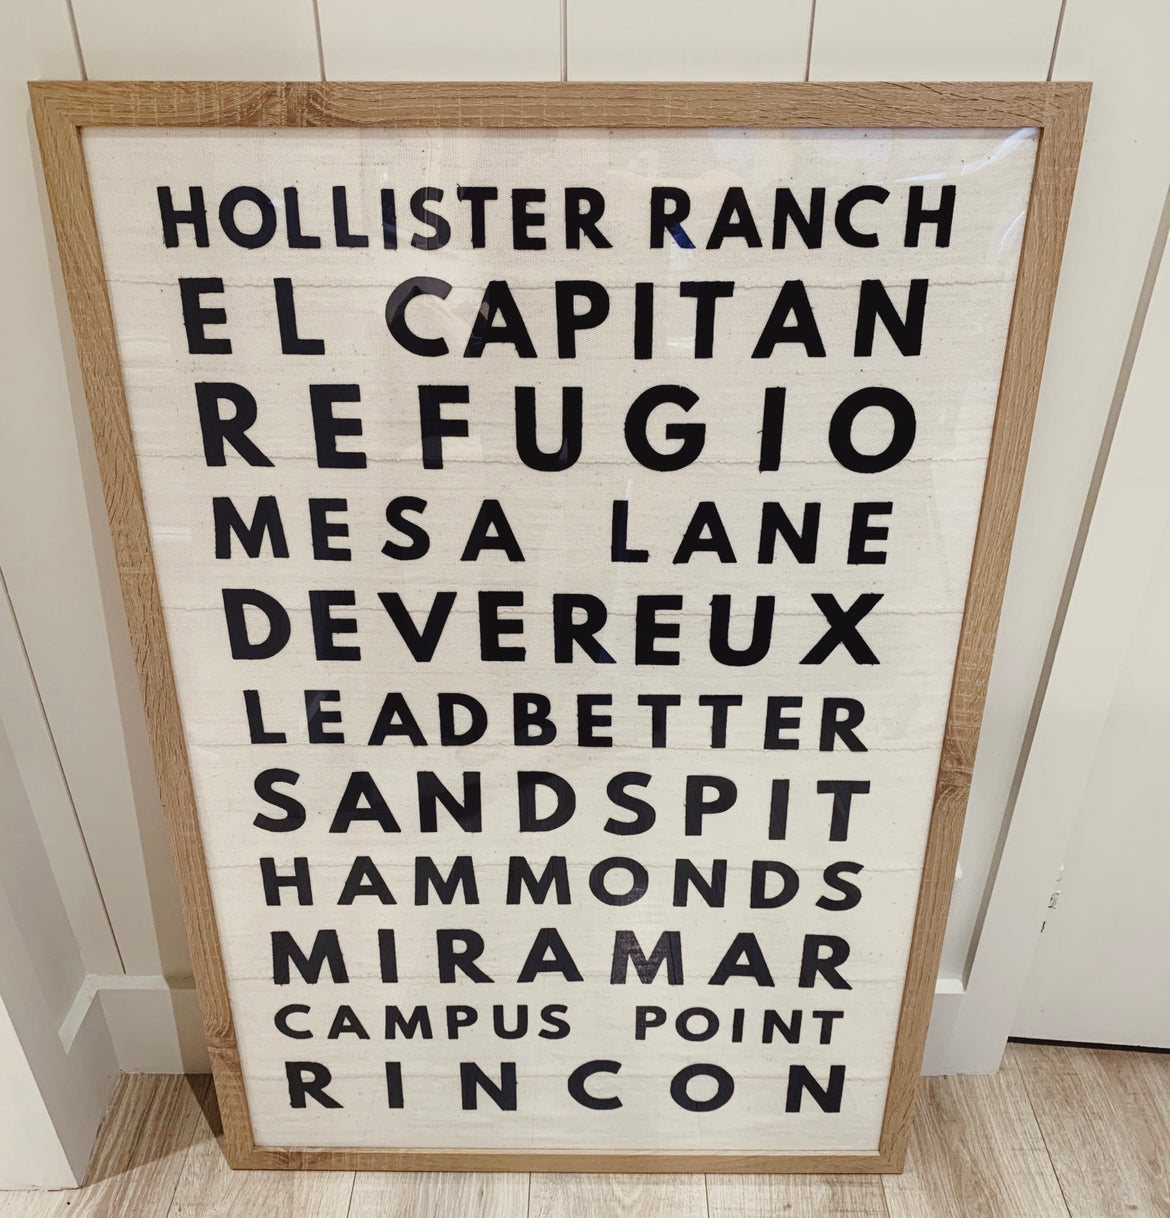 HOLLISTER RANCH
EL CAPITAN
REFUGIO
MESA LANE
DEVEREUX
LEADBETTER
SANDSPIT
HAMMONDS
MIRAMAR
CAMPUS POINT
RINCON